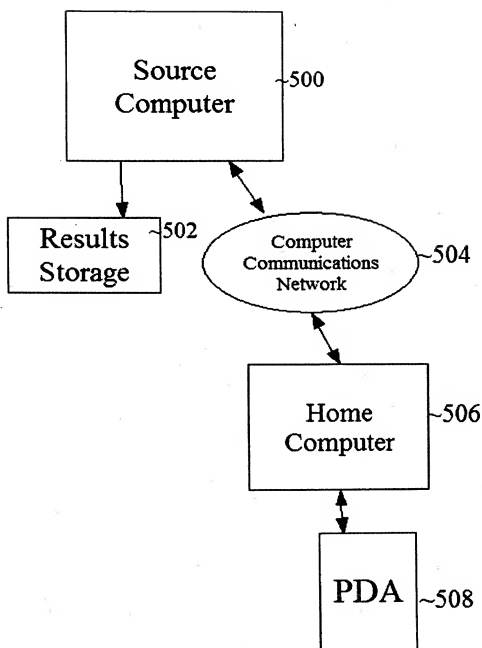 Source
Computer
~500
Results
Storage
~502
Computer
Communications
Network
~504
Home
Computer
~506
PDA
~508